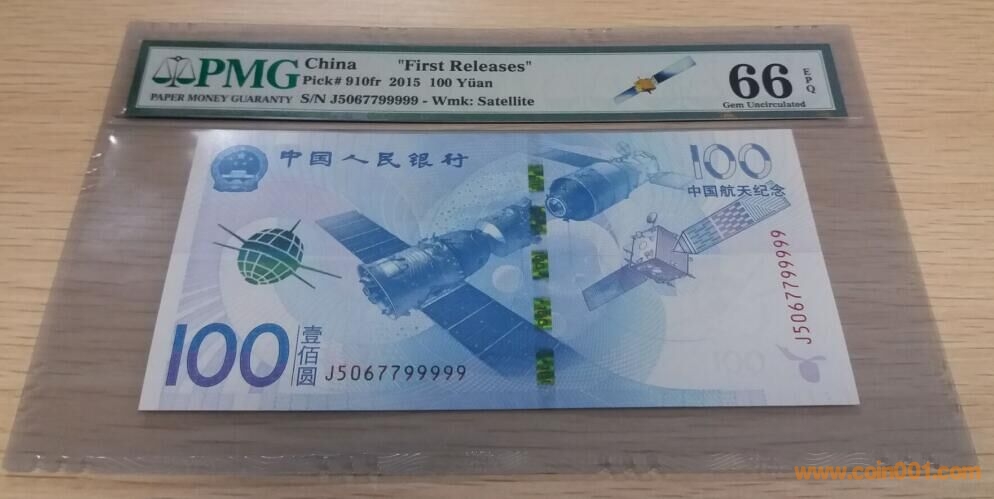 PMG
PAPER MONEY GUARANTY
China "First Releases"
Pick# 910fr 2015 100 Yüan
S/N J5067799999 - Wmk: Satellite
66
EPQ
Gem Uncirculated
中国人民银行
100
中国航天纪念
J5067799999
100
壹佰圆
J5067799999
www.coin001.com